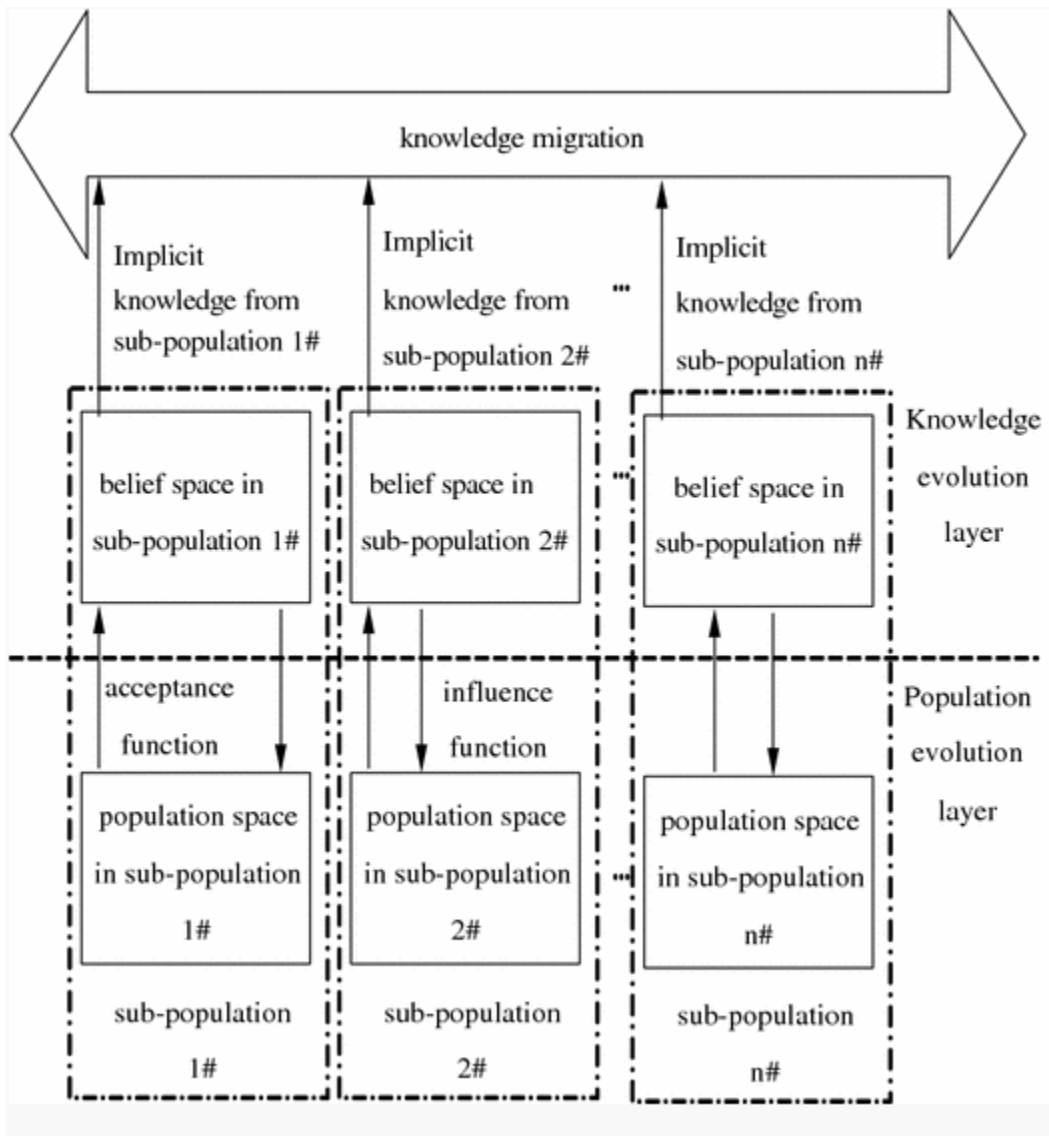 knowledge migration
Implicit
knowledge from
sub-population 1#
Implicit
knowledge from
sub-population 2#
...
Implicit
knowledge from
sub-population n#
belief space in
sub-population 1#
belief space in
sub-population 2#
...
belief space in
sub-population n#
Knowledge
evolution
layer
acceptance
function
influence
function
Population
evolution
layer
population space
in sub-population
1#
population space
in sub-population
2#
...
population space
in sub-population
n#
sub-population
1#
sub-population
2#
sub-population
n#